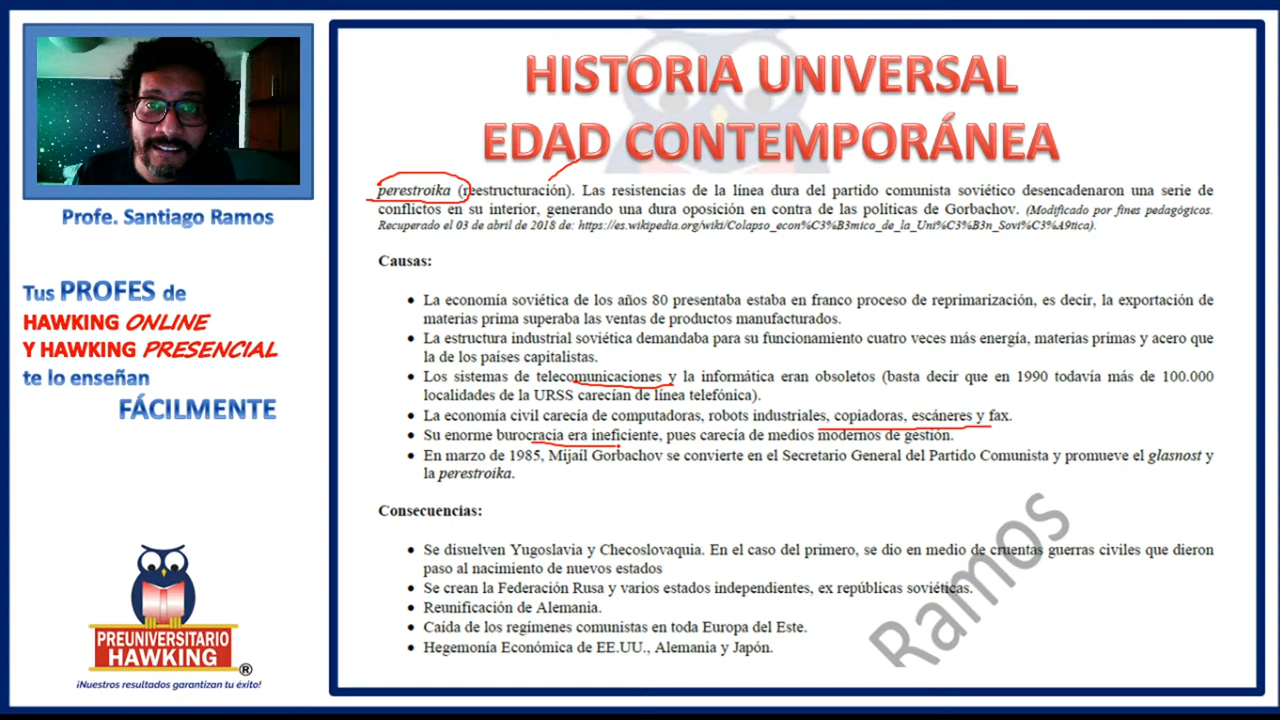 HISTORIA UNIVERSAL
EDAD CONTEMPORÁNEA
Profe. Santiago Ramos
Tus PROFES de
HAWKING ONLINE
Y HAWKING PRESENCIAL
te lo enseñan
FÁCILMENTE
PREUNIVERSITARIO
HAWKING
®
¡Nuestros resultados garantizan tu éxito!
perestroika (reestructuración). Las resistencias de la línea dura del partido comunista soviético desencadenaron una serie de
conflictos en su interior, generando una dura oposición en contra de las políticas de Gorbachov. (Modificado por fines pedagógicos.
Recuperado el 03 de abril de 2018 de: https://es.wikipedia.org/wiki/Colapso_econ%C3%B3mico_de_la_Uni%C3%B3n_Sovi%C3%A9tica).
Causas:
• La economía soviética de los años 80 presentaba estaba en franco proceso de reprimarización, es decir, la exportación de
materias prima superaba las ventas de productos manufacturados.
• La estructura industrial soviética demandaba para su funcionamiento cuatro veces más energía, materias primas y acero que
la de los países capitalistas.
• Los sistemas de telecomunicaciones y la informática eran obsoletos (basta decir que en 1990 todavía más de 100.000
localidades de la URSS carecían de línea telefónica).
• La economía civil carecía de computadoras, robots industriales, copiadoras, escáneres y fax.
• Su enorme burocracia era ineficiente, pues carecía de medios modernos de gestión.
• En marzo de 1985, Mijaíl Gorbachov se convierte en el Secretario General del Partido Comunista y promueve el glasnost y
la perestroika.
Consecuencias:
• Se disuelven Yugoslavia y Checoslovaquia. En el caso del primero, se dio en medio de cruentas guerras civiles que dieron
paso al nacimiento de nuevos estados
• Se crean la Federación Rusa y varios estados independientes, ex repúblicas soviéticas.
• Reunificación de Alemania.
• Caída de los regímenes comunistas en toda Europa del Este.
• Hegemonía Económica de EE.UU., Alemania y Japón.
Ramos